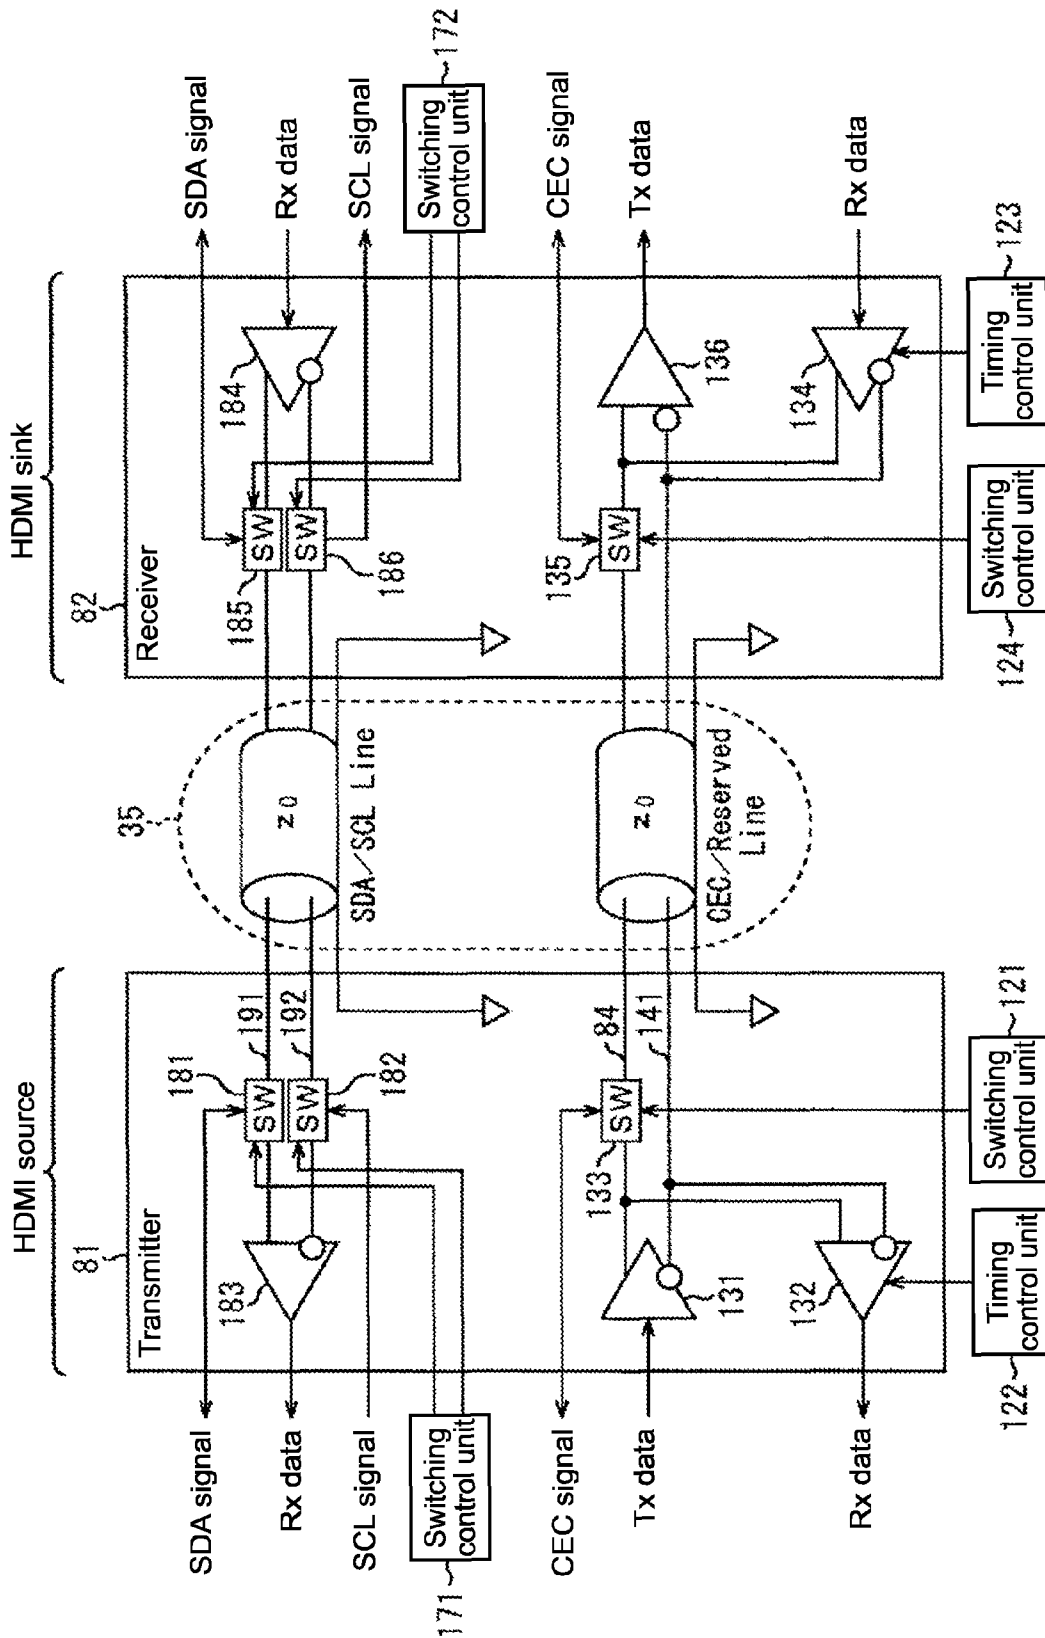 HDMI source
HDMI sink
81
Transmitter
82
Receiver
35
SDA signal
Rx data
SCL signal
Switching
control unit
171
183
181
SW
191
SW
192
182
Z0
SDA/SCL Line
185
SW
SW
186
184
SDA signal
Rx data
SCL signal
Switching
control unit
172
CEC signal
Tx data
Rx data
131
132
133
SW
84
141
Z0
CEC/Reserved
Line
135
SW
136
134
CEC signal
Tx data
Rx data
Timing
control unit
122
Switching
control unit
121
Switching
control unit
124
Timing
control unit
123